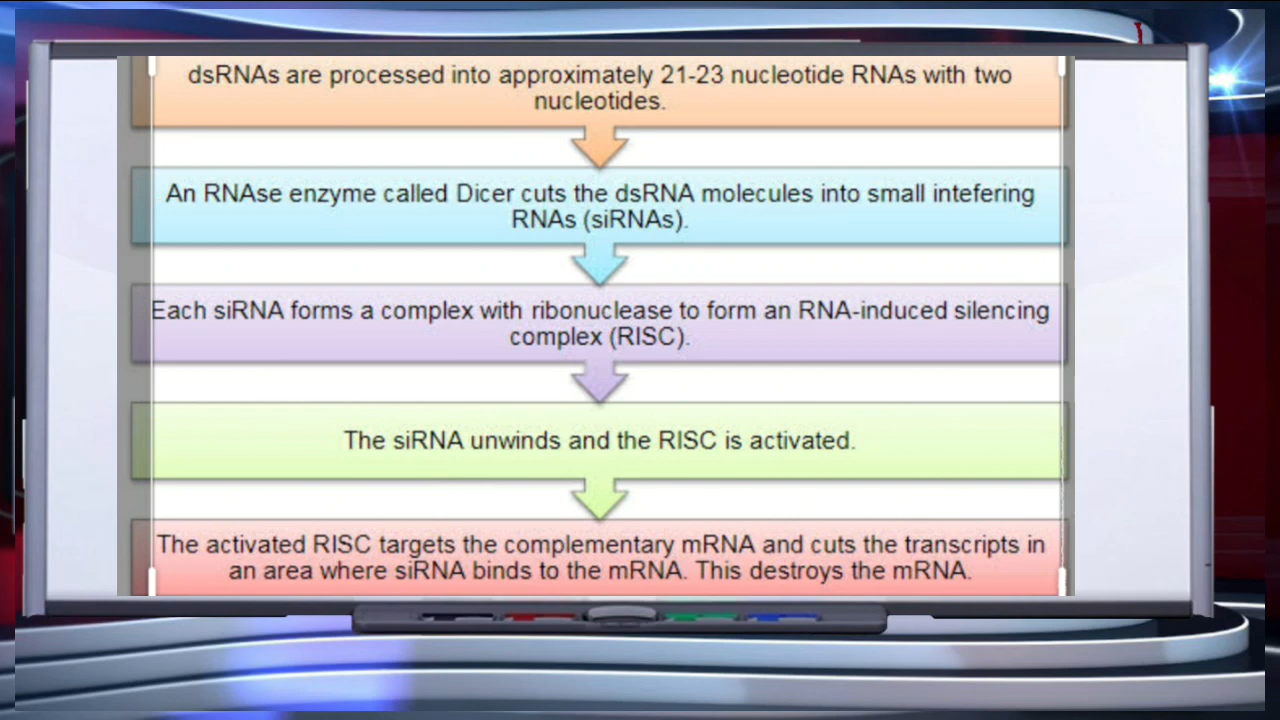 dsRNAs are processed into approximately 21-23 nucleotide RNAs with two
nucleotides.
An RNAse enzyme called Dicer cuts the dsRNA molecules into small intefering
RNAs (siRNAs).
Each siRNA forms a complex with ribonuclease to form an RNA-induced silencing
complex (RISC).
The siRNA unwinds and the RISC is activated.
The activated RISC targets the complementary mRNA and cuts the transcripts in
an area where siRNA binds to the mRNA. This destroys the mRNA.